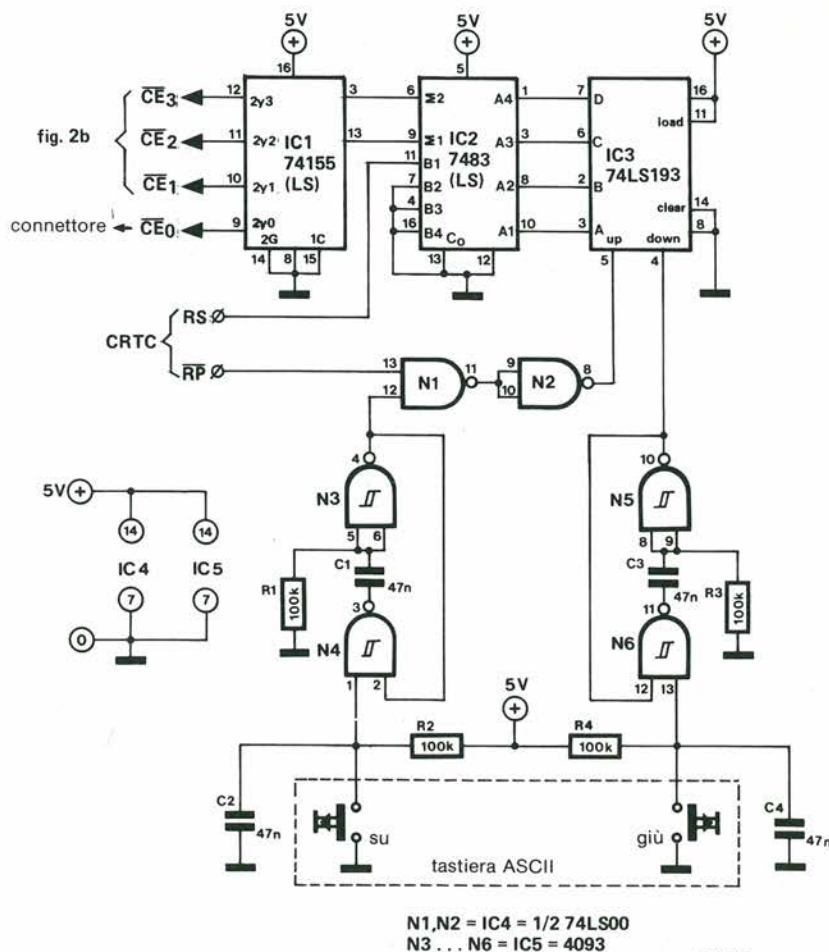 5V
5V
5V
16
5
fig. 2b
CE3
12
2y3
3
6
Σ2
A4
1
7
D
16
load
11
CE2
11
2y2
IC1
74155
(LS)
13
9
Σ1
IC2
7483
(LS)
A3
3
6
C
IC3
74LS193
CE1
10
2y1
11
B1
7
B2
A2
8
2
B
4
B3
clear
14
connettore
CE0
9
2y0
16
B4
A1
10
3
A
8
2G
1C
C0
up
down
14
8
15
13
12
5
4
CRTC
RS
RP
13
12
N1
11
9
10
N2
8
4
10
N3
N5
5
6
8
9
5V
14
14
IC4
IC5
7
7
0
R1
100k
C1
47n
C3
47n
R3
100k
3
11
N4
N6
1
2
12
13
5V
R2
100k
R4
100k
C2
47n
su
giù
C4
47n
tastiera ASCII
N1,N2 = IC4 = 1/2 74LS00
N3 . . . N6 = IC5 = 4093